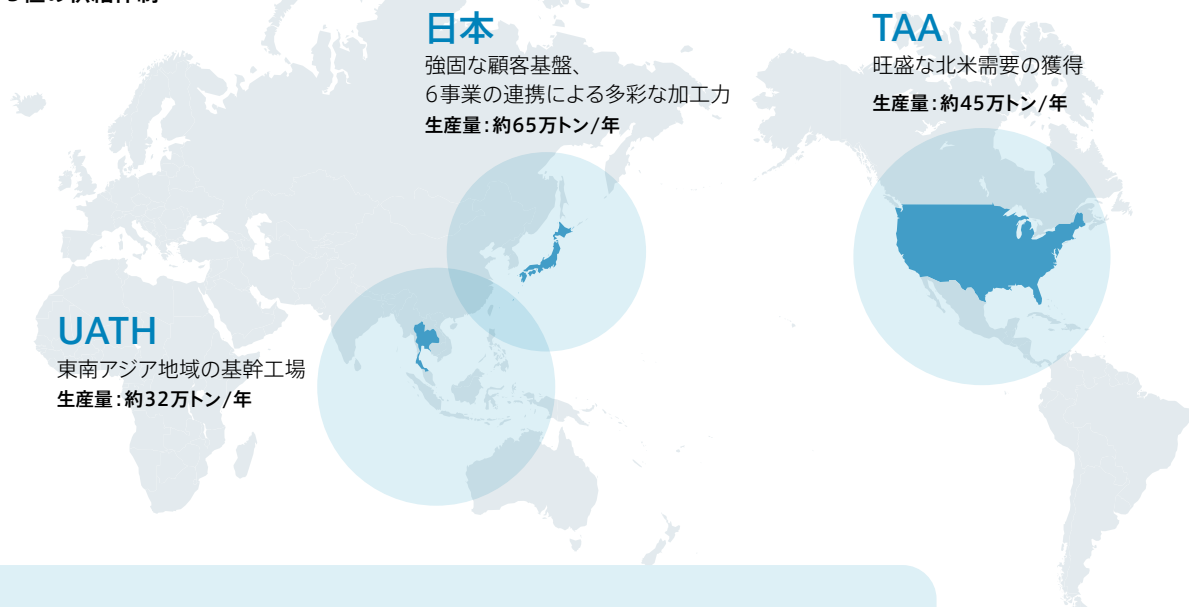 日本
強固な顧客基盤、
6事業の連携による多彩な加工力
生産量：約65万トン/年
TAA
旺盛な北米需要の獲得
生産量：約45万トン/年
UATH
東南アジア地域の基幹工場
生産量：約32万トン/年